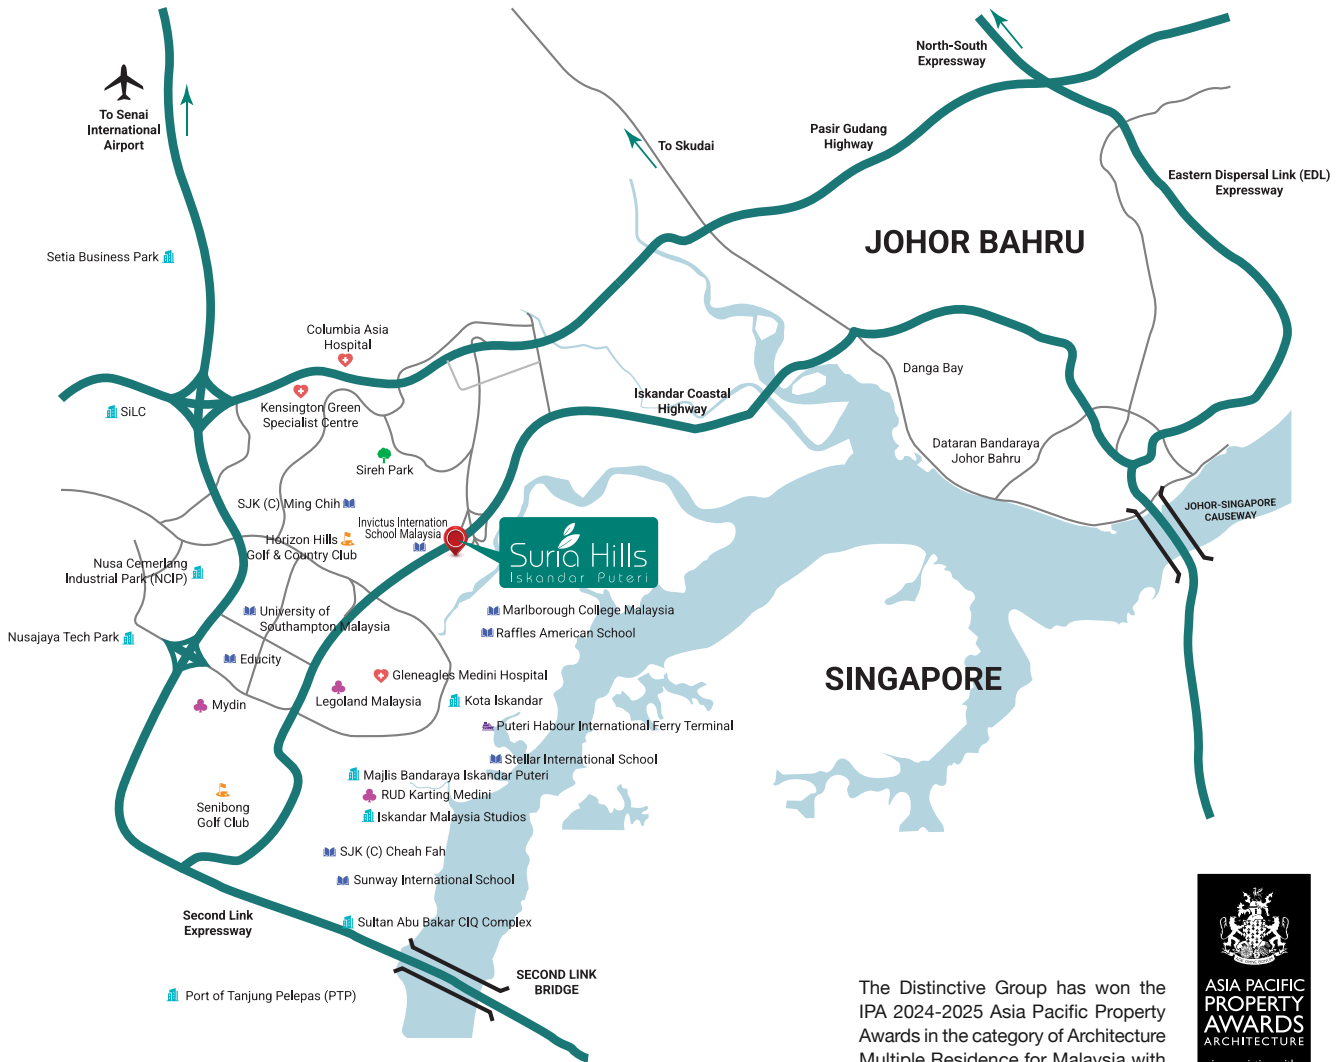 North-South
Expressway
To Senai
International
Airport
Pasir Gudang
Highway
To Skudai
Eastern Dispersal Link (EDL)
Expressway
JOHOR BAHRU
Setia Business Park
Columbia Asia
Hospital
Danga Bay
Iskandar Coastal
Highway
SiLC
Kensington Green
Specialist Centre
Dataran Bandaraya
Johor Bahru
Sireh Park
SJK (C) Ming Chih
JOHOR-SINGAPORE
CAUSEWAY
Invictus Internation
School Malaysia
Horizon Hills
Golf & Country Club
Suria Hills
Iskandar Puteri
Nusa Cemerlang
Industrial Park (NCIP)
University of
Southampton Malaysia
Marlborough College Malaysia
Raffles American School
Nusajaya Tech Park
Educity
Gleneagles Medini Hospital
SINGAPORE
Mydin
Legoland Malaysia
Kota Iskandar
Puteri Habour International Ferry Terminal
Stellar International School
Majlis Bandaraya Iskandar Puteri
RUD Karting Medini
Senibong
Golf Club
Iskandar Malaysia Studios
SJK (C) Cheah Fah
Sunway International School
Second Link
Expressway
Sultan Abu Bakar CIQ Complex
SECOND LINK
BRIDGE
Port of Tanjung Pelepas (PTP)
The Distinctive Group has won the
IPA 2024-2025 Asia Pacific Property
Awards in the category of Architecture
Multiple Residence for Malaysia with
ASIA PACIFIC
PROPERTY
AWARDS
ARCHITECTURE